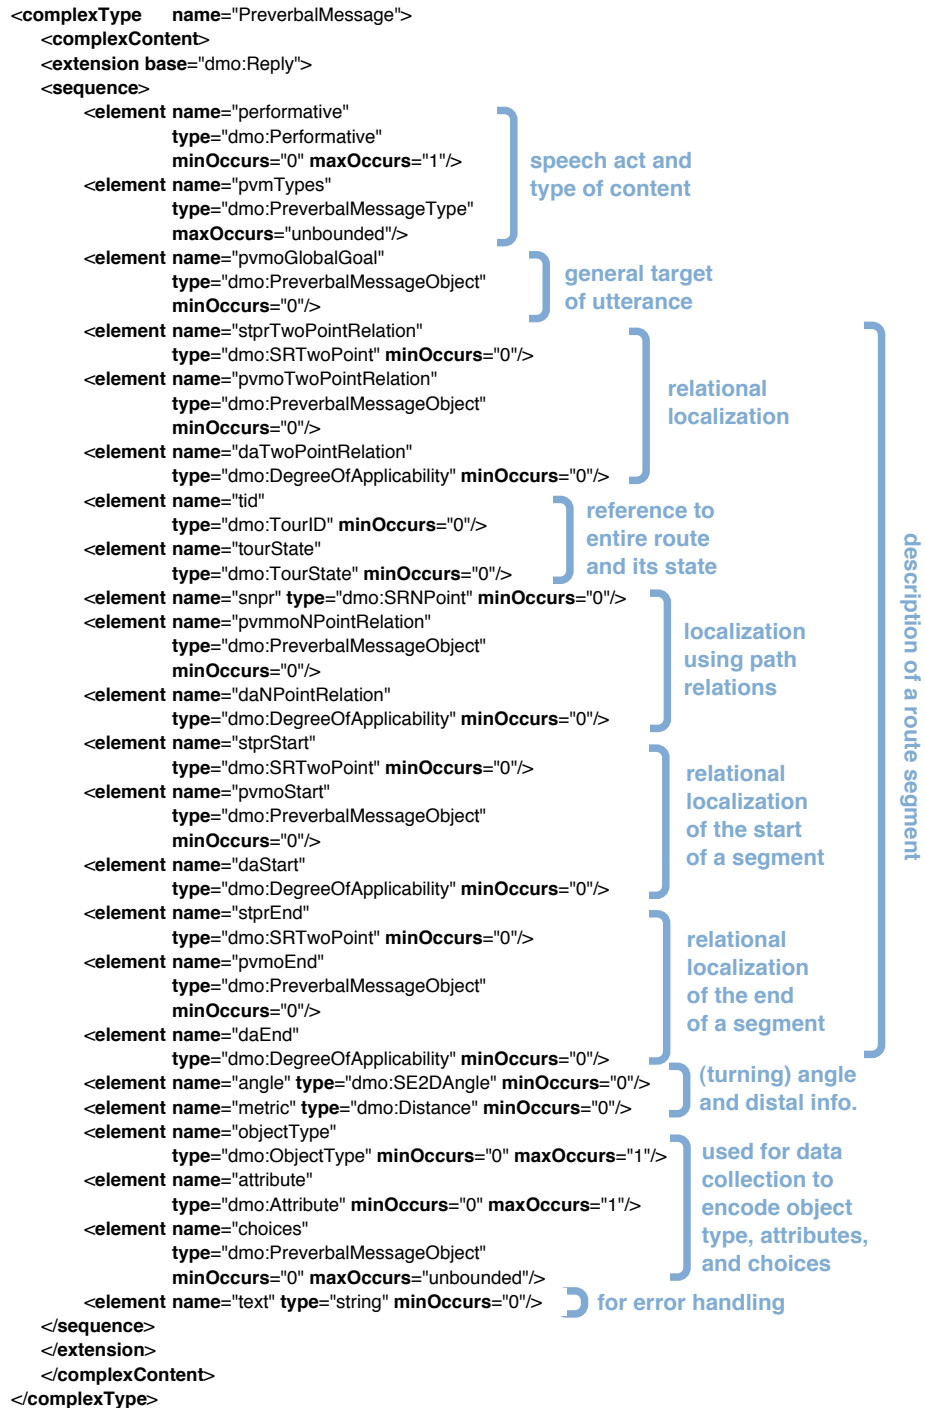 <complexType name="PreverbalMessage">
<complexContent>
<extension base="dmo:Reply">
<sequence>
<element name="performative"
type="dmo:Performative"
minOccurs="0" maxOccurs="1"/>
<element name="pvmTypes"
type="dmo:PreverbalMessageType"
maxOccurs="unbounded"/>
speech act and
type of content
<element name="pvmoGlobalGoal"
type="dmo:PreverbalMessageObject"
minOccurs="0"/>
general target
of utterance
<element name="stprTwoPointRelation"
type="dmo:SRTwoPoint" minOccurs="0"/>
<element name="pvmoTwoPointRelation"
type="dmo:PreverbalMessageObject"
minOccurs="0"/>
<element name="daTwoPointRelation"
type="dmo:DegreeOfApplicability" minOccurs="0"/>
relational
localization
<element name="tid"
type="dmo:TourID" minOccurs="0"/>
<element name="tourState"
type="dmo:TourState" minOccurs="0"/>
reference to
entire route
and its state
<element name="snpr" type="dmo:SRNPoint" minOccurs="0"/>
<element name="pvmmoNPointRelation"
type="dmo:PreverbalMessageObject"
minOccurs="0"/>
<element name="daNPointRelation"
type="dmo:DegreeOfApplicability" minOccurs="0"/>
localization
using path
relations
<element name="stprStart"
type="dmo:SRTwoPoint" minOccurs="0"/>
<element name="pvmoStart"
type="dmo:PreverbalMessageObject"
minOccurs="0"/>
<element name="daStart"
type="dmo:DegreeOfApplicability" minOccurs="0"/>
relational
localization
of the start
of a segment
<element name="stprEnd"
type="dmo:SRTwoPoint" minOccurs="0"/>
<element name="pvmoEnd"
type="dmo:PreverbalMessageObject"
minOccurs="0"/>
<element name="daEnd"
type="dmo:DegreeOfApplicability" minOccurs="0"/>
relational
localization
of the end
of a segment
description of a route segment
<element name="angle" type="dmo:SE2DAngle" minOccurs="0"/>
<element name="metric" type="dmo:Distance" minOccurs="0"/>
(turning) angle
and distal info.
<element name="objectType"
type="dmo:ObjectType" minOccurs="0" maxOccurs="1"/>
<element name="attribute"
type="dmo:Attribute" minOccurs="0" maxOccurs="1"/>
<element name="choices"
type="dmo:PreverbalMessageObject"
minOccurs="0" maxOccurs="unbounded"/>
used for data
collection to
encode object
type, attributes,
and choices
<element name="text" type="string" minOccurs="0"/>
for error handling
</sequence>
</extension>
</complexContent>
</complexType>